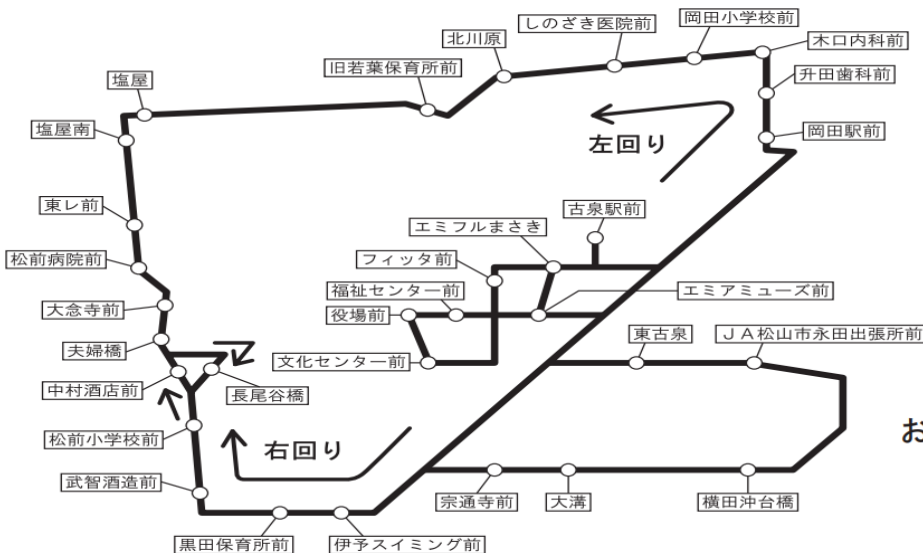 岡田小学校前
しのざき医院前
北川原
木口内科前
旧若葉保育所前
升田歯科前
塩屋
塩屋南
岡田駅前
左回り
東レ前
古泉駅前
エミフルまさき
松前病院前
フィッタ前
福祉センター前
エミアミューズ前
大念寺前
役場前
夫婦橋
文化センター前
東古泉
JA松山市永田出張所前
中村酒店前
長尾谷橋
お
松前小学校前
右回り
武智酒造前
宗通寺前
大溝
横田沖台橋
黒田保育所前
伊予スイミング前